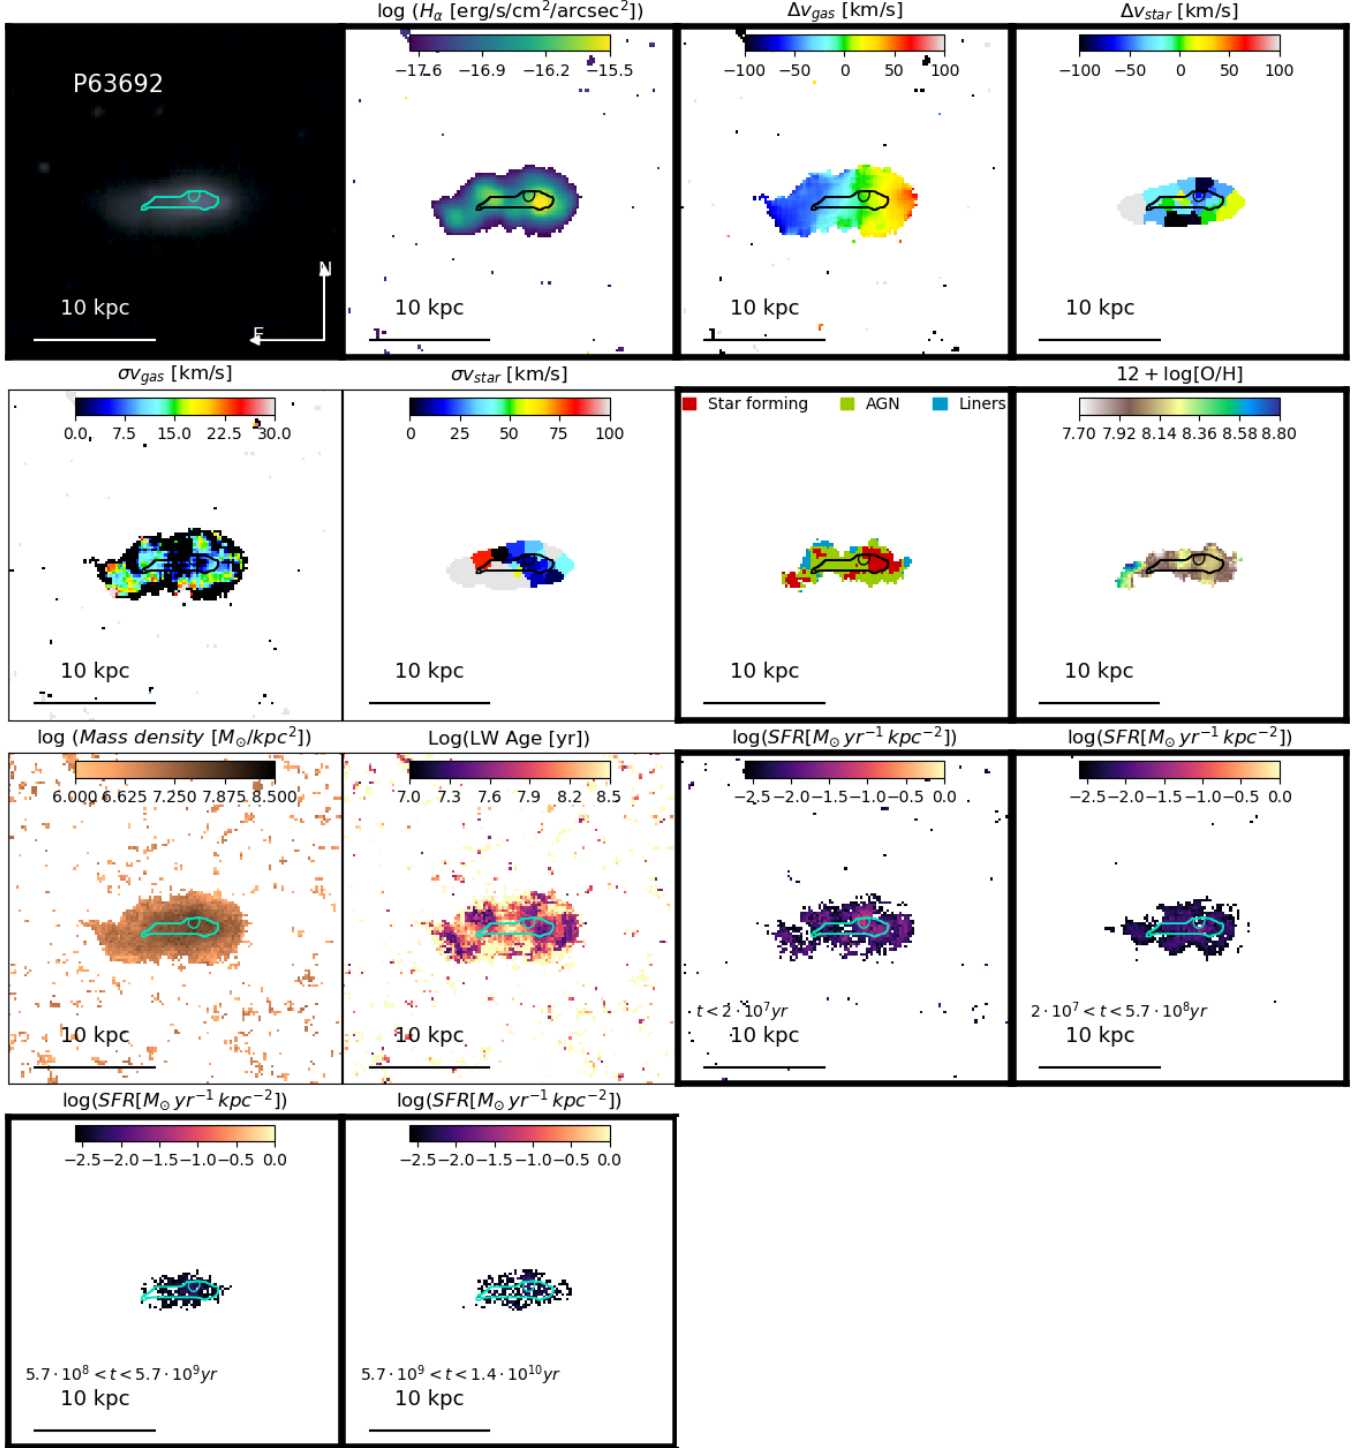 log (Hα [erg/s/cm²/arcsec²])
Δv_gas [km/s]
Δv_star [km/s]
P63692
−17.6 −16.9 −16.2 −15.5
−100 −50 0 50 100
−100 −50 0 50 100
N
E
10 kpc
10 kpc
10 kpc
10 kpc
σv_gas [km/s]
σv_star [km/s]
12 + log[O/H]
Star forming AGN Liners
0.0 7.5 15.0 22.5 30.0
0 25 50 75 100
7.70 7.92 8.14 8.36 8.58 8.80
10 kpc
10 kpc
10 kpc
10 kpc
log (Mass density [M⊙/kpc²])
Log(LW Age [yr])
log(SFR[M⊙ yr⁻¹ kpc⁻²])
log(SFR[M⊙ yr⁻¹ kpc⁻²])
6.000 6.625 7.250 7.875 8.500
7.0 7.3 7.6 7.9 8.2 8.5
−2.5 −2.0 −1.5 −1.0 −0.5 0.0
−2.5 −2.0 −1.5 −1.0 −0.5 0.0
t < 2 · 10⁷yr
2 · 10⁷ < t < 5.7 · 10⁸yr
10 kpc
10 kpc
10 kpc
10 kpc
log(SFR[M⊙ yr⁻¹ kpc⁻²])
log(SFR[M⊙ yr⁻¹ kpc⁻²])
−2.5 −2.0 −1.5 −1.0 −0.5 0.0
−2.5 −2.0 −1.5 −1.0 −0.5 0.0
5.7 · 10⁸ < t < 5.7 · 10⁹yr
5.7 · 10⁹ < t < 1.4 · 10¹⁰yr
10 kpc
10 kpc